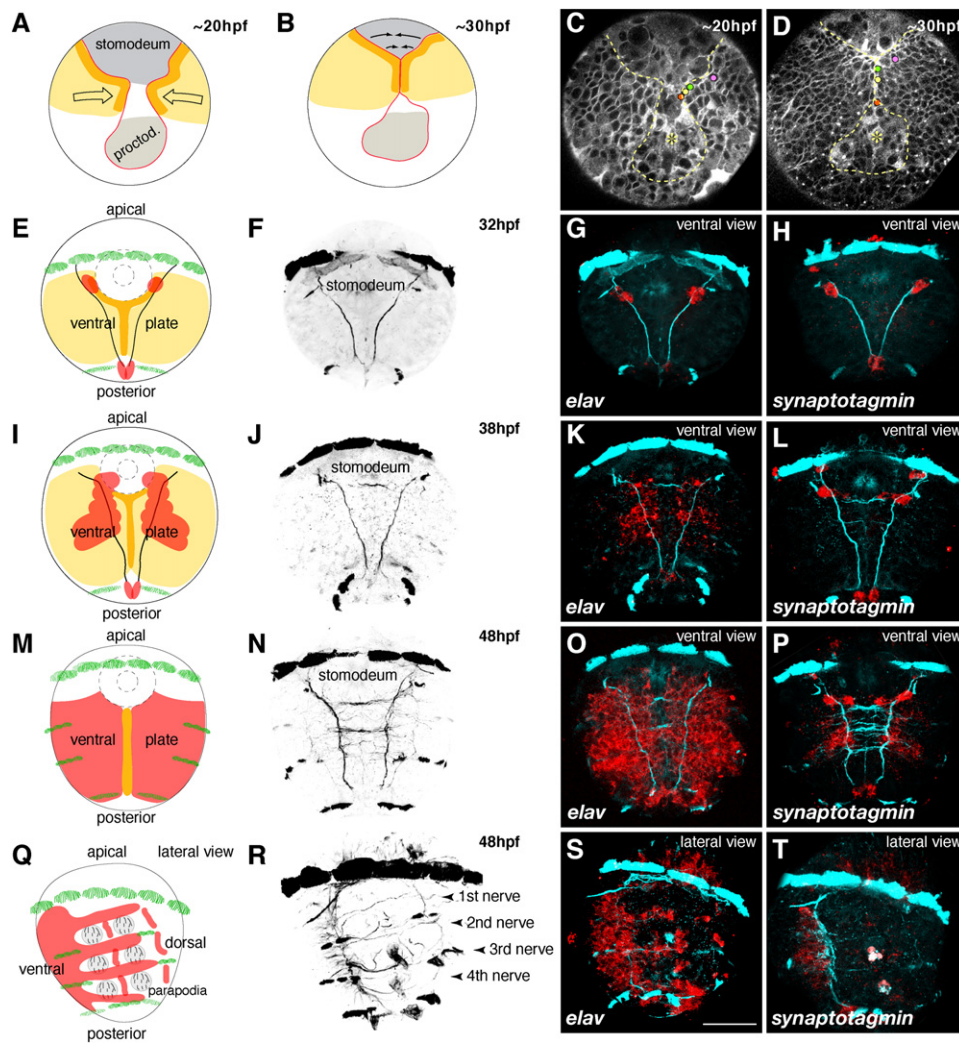 A ~20hpf
stomodeum
proctod.
B ~30hpf
C ~20hpf
*
D ~30hpf
*
E apical
ventral plate
posterior
F 32hpf
stomodeum
G ventral view
elav
H ventral view
synaptotagmin
I apical
ventral plate
posterior
J 38hpf
stomodeum
K ventral view
elav
L ventral view
synaptotagmin
M apical
ventral plate
posterior
N 48hpf
stomodeum
O ventral view
elav
P ventral view
synaptotagmin
Q apical lateral view
dorsal
ventral
parapodia
posterior
R 48hpf
1st nerve
2nd nerve
3rd nerve
4th nerve
S lateral view
elav
T lateral view
synaptotagmin